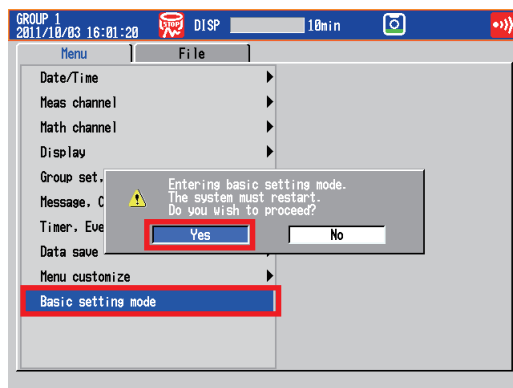 GROUP 1
2011/10/03 16:01:20
STOP
DISP
10min
Menu
File
Date/Time
Meas channel
Math channel
Display
Group set,
Message, C
Timer, Eve
Data save
Menu customize
Basic setting mode
Entering basic setting mode.
The system must restart.
Do you wish to proceed?
Yes
No